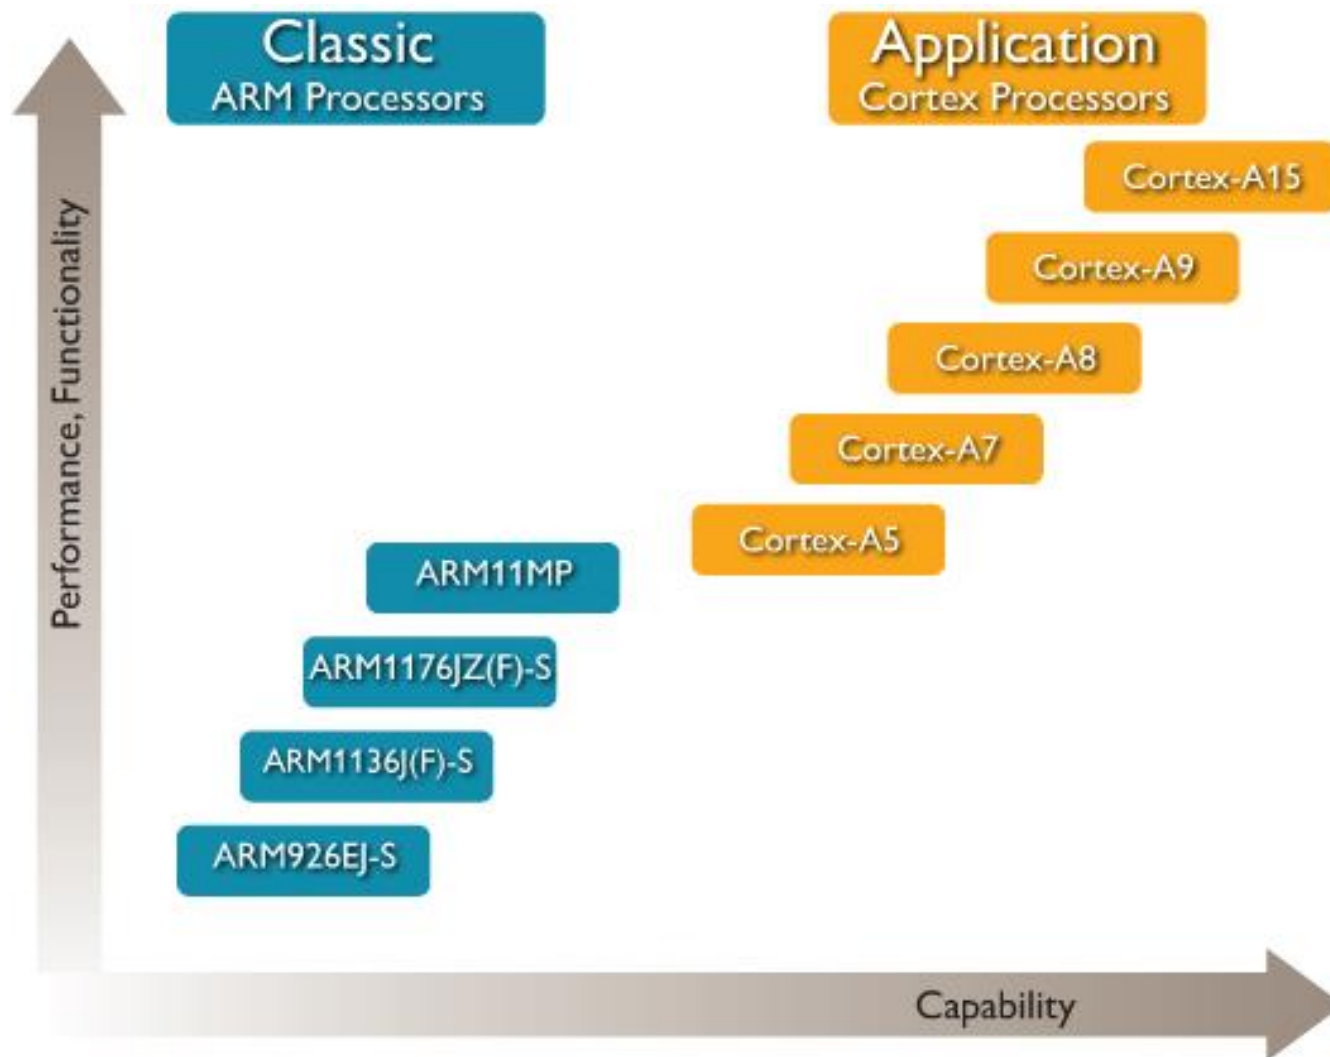 Classic
ARM Processors
Application
Cortex Processors
Cortex-A15
Cortex-A9
Cortex-A8
Cortex-A7
Cortex-A5
ARM11MP
ARM1176JZ(F)-S
ARM1136J(F)-S
ARM926EJ-S
Performance, Functionality
Capability